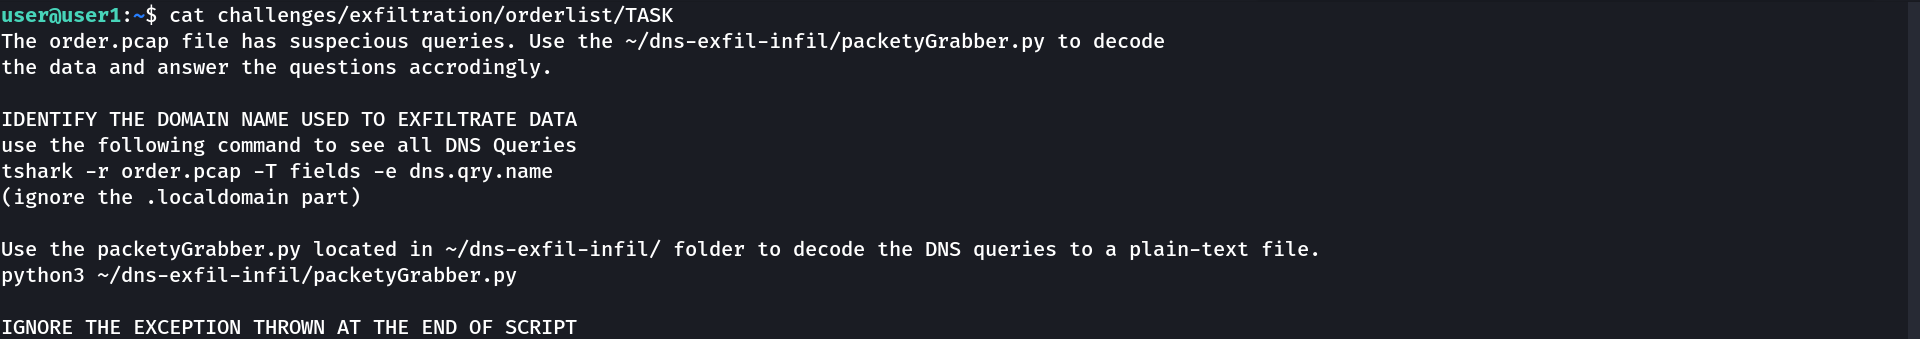 user@user1:~$ cat challenges/exfiltration/orderlist/TASK
The order.pcap file has suspecious queries. Use the ~/dns-exfil-infil/packetyGrabber.py to decode
the data and answer the questions accrodingly.
IDENTIFY THE DOMAIN NAME USED TO EXFILTRATE DATA
use the following command to see all DNS Queries
tshark -r order.pcap -T fields -e dns.qry.name
(ignore the .localdomain part)
Use the packetyGrabber.py located in ~/dns-exfil-infil/ folder to decode the DNS queries to a plain-text file.
python3 ~/dns-exfil-infil/packetyGrabber.py
IGNORE THE EXCEPTION THROWN AT THE END OF SCRIPT